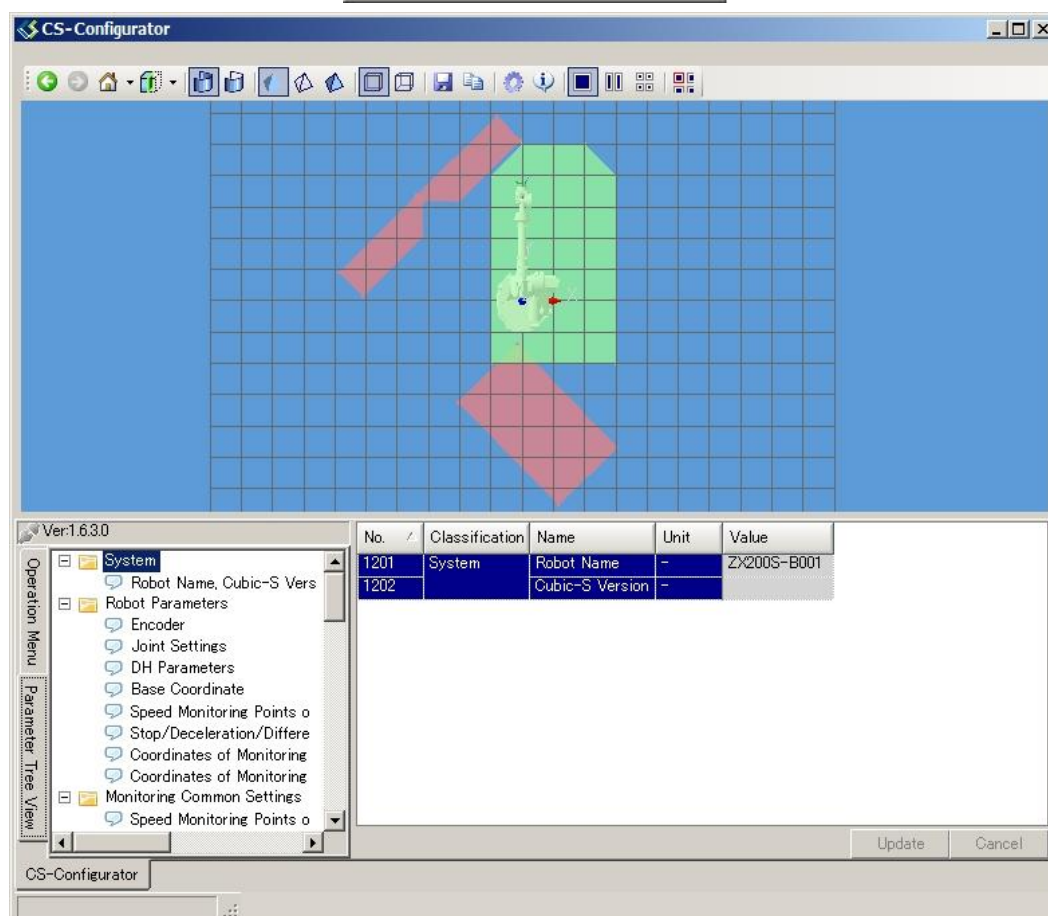 CS-Configurator
X
Ver:1.6.3.0
Operation Menu
Parameter Tree View
System
Robot Name, Cubic-S Vers
Robot Parameters
Encoder
Joint Settings
DH Parameters
Base Coordinate
Speed Monitoring Points o
Stop/Deceleration/Differe
Coordinates of Monitoring
Coordinates of Monitoring
Monitoring Common Settings
Speed Monitoring Points o
No. Classification Name Unit Value
1201 System Robot Name - ZX200S-B001
1202 Cubic-S Version -
Update Cancel
CS-Configurator